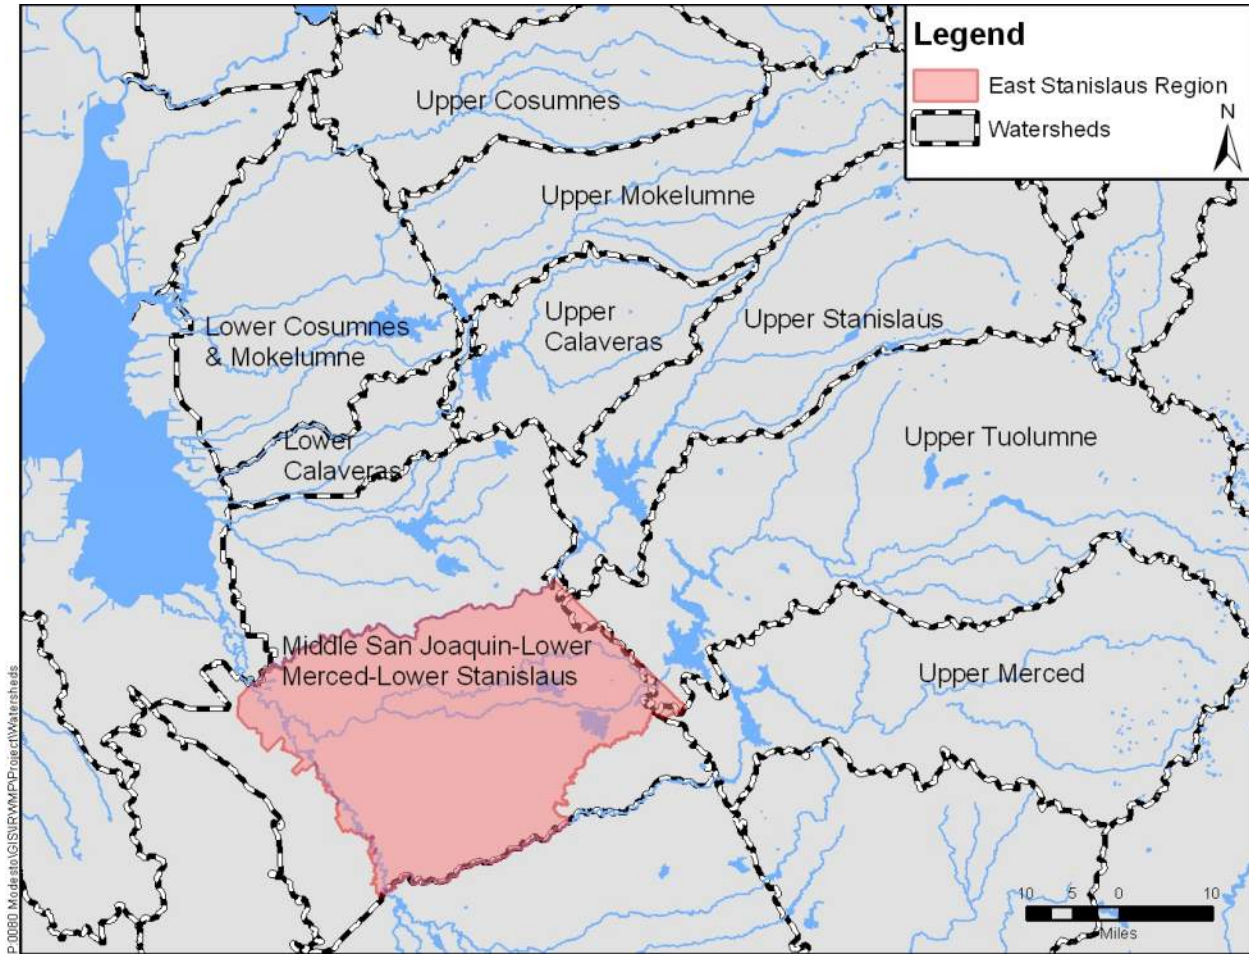 Legend
East Stanislaus Region
Watersheds
N
Upper Cosumnes
Upper Mokelumne
Upper
Calaveras
Upper Stanislaus
Lower Cosumnes
& Mokelumne
Lower
Calaveras
Upper Tuolumne
Middle San Joaquin-Lower
Merced-Lower Stanislaus
Upper Merced
10 5 0 10
Miles
P:\0080 Modesto\GIS\IRWMP\Project\Watersheds